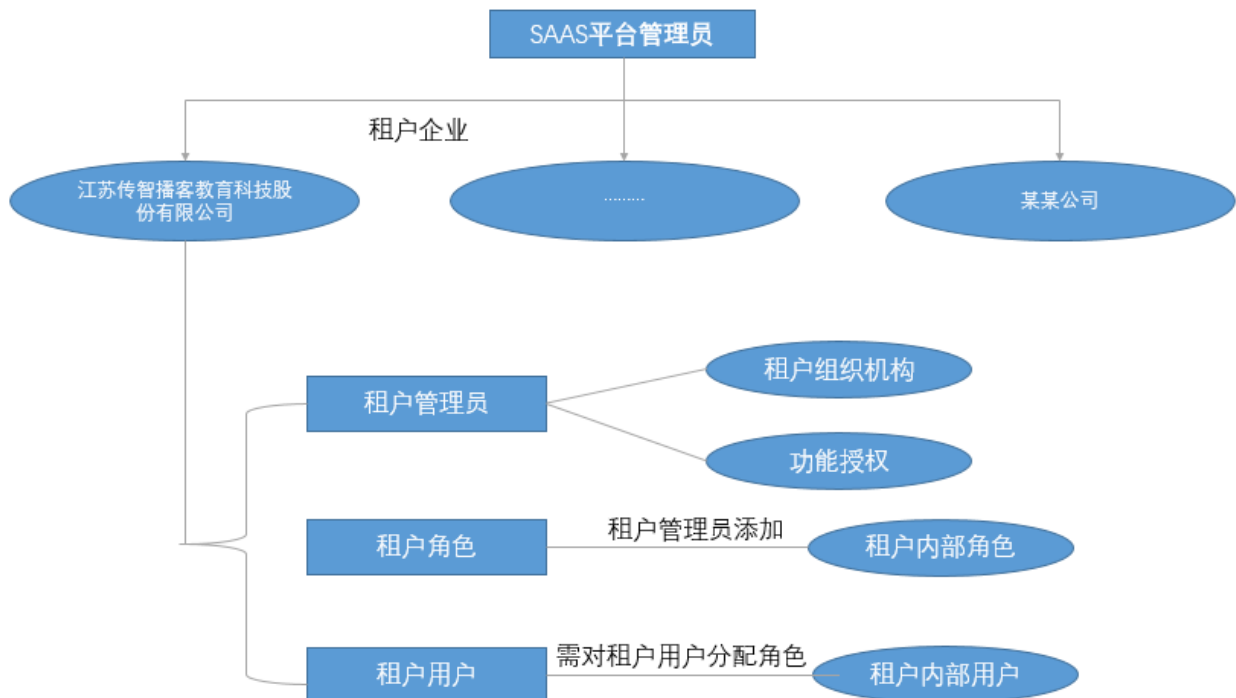 SAAS平台管理员
租户企业
江苏传智播客教育科技股
份有限公司
………
某某公司
租户组织机构
租户管理员
功能授权
租户管理员添加
租户角色
租户内部角色
需对租户用户分配角色
租户用户
租户内部用户